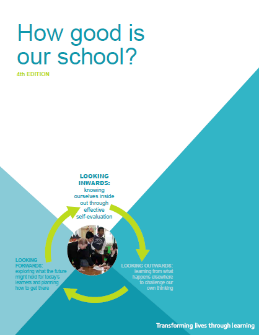 How good is
our school?
4th EDITION
LOOKING
INWARDS:
knowing
ourselves inside
out through
effective
self-evaluation
LOOKING
FORWARDS:
exploring what the future
might hold for today's
learners and planning
how to get there
LOOKING OUTWARDS:
learning from what
happens elsewhere
to challenge our
own thinking
Transforming lives through learning